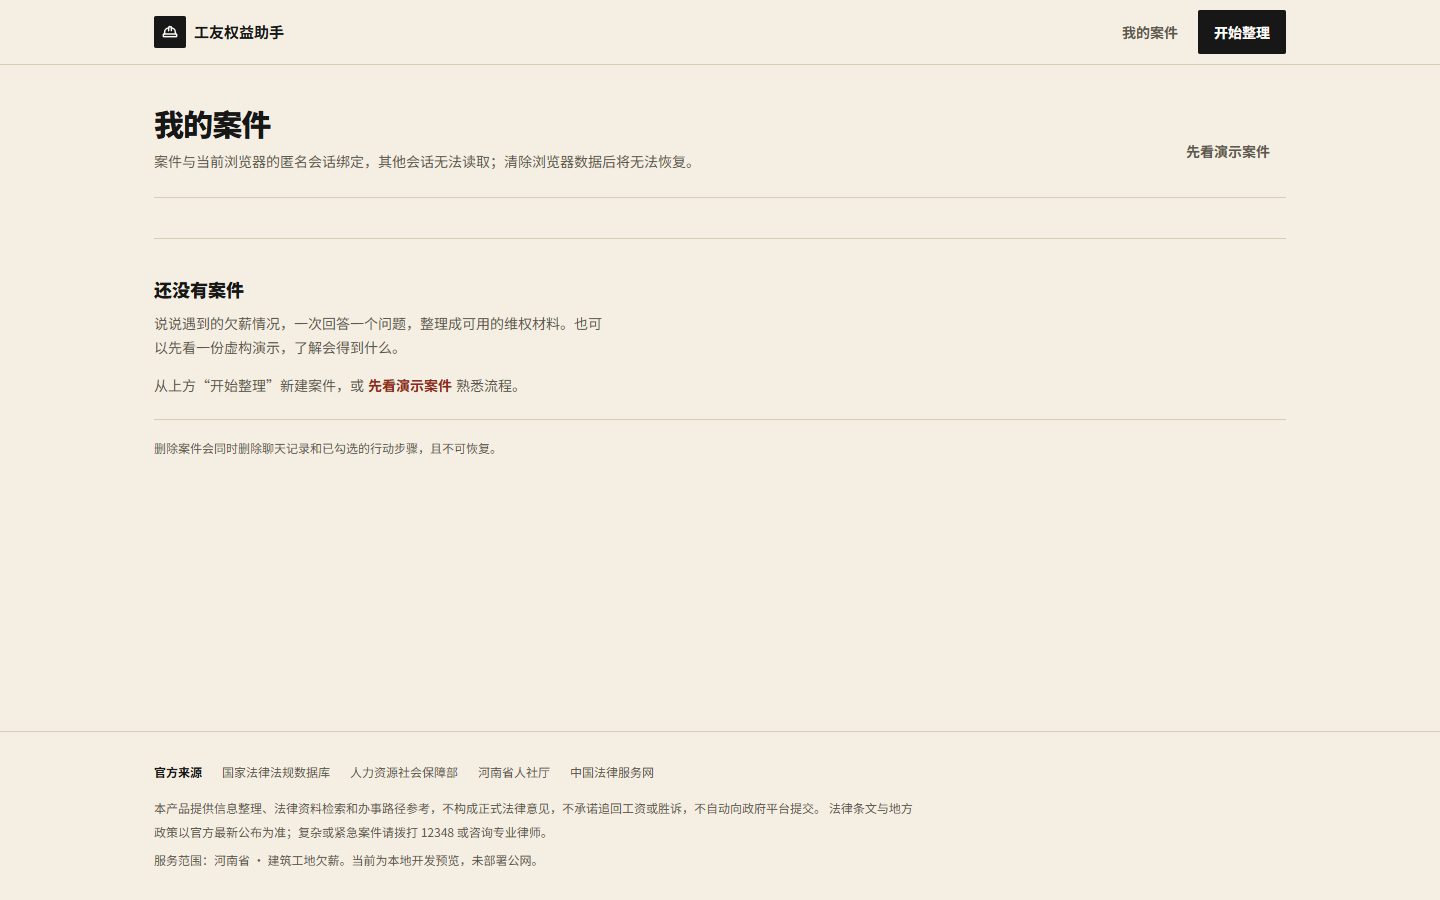 工友权益助手
我的案件
开始整理
我的案件
案件与当前浏览器的匿名会话绑定，其他会话无法读取；清除浏览器数据后将无法恢复。
先看演示案件
还没有案件
说说遇到的欠薪情况，一次回答一个问题，整理成可用的维权材料。也可
以先看一份虚构演示，了解会得到什么。
从上方“开始整理”新建案件，或 先看演示案件 熟悉流程。
删除案件会同时删除聊天记录和已勾选的行动步骤，且不可恢复。
官方来源 国家法律法规数据库 人力资源社会保障部 河南省人社厅 中国法律服务网
本产品提供信息整理、法律资料检索和办事路径参考，不构成正式法律意见，不承诺追回工资或胜诉，不自动向政府平台提交。 法律条文与地方
政策以官方最新公布为准；复杂或紧急案件请拨打 12348 或咨询专业律师。
服务范围：河南省 · 建筑工地欠薪。当前为本地开发预览，未部署公网。